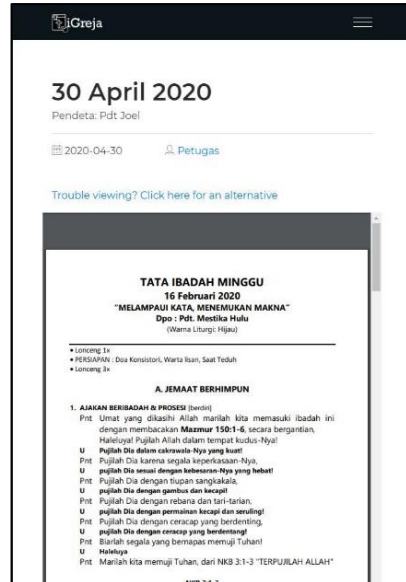 iGreja
30 April 2020
Pendeta: Pdt Joel
2020-04-30 Petugas
Trouble viewing? Click here for an alternative
TATA IBADAH MINGGU
16 Februari 2020
"MELAMPAUI KATA, MENEMUKAN MAKNA"
Dpo : Pdt. Mestika Hulu
(Warna Liturgi: Hijau)
• Lonceng 1x
• PERSIAPAN : Doa Konsistori, Warta lisan, Saat Teduh
• Lonceng 3x
A. JEMAAT BERHIMPUN
1. AJAKAN BERIBADAH & PROSESI (berdiri)
Pnt Umat yang dikasihi Allah marilah kita memasuki ibadah ini
dengan membacakan Mazmur 150:1-6, secara bergantian,
Haleluya! Pujilah Allah dalam tempat kudus-Nya!
U Pujilah Dia dalam cakrawala-Nya yang kuat!
Pnt Pujilah Dia karena segala keperkasaan-Nya,
U pujilah Dia sesuai dengan kebesaran-Nya yang hebat!
Pnt Pujilah Dia dengan tiupan sangkakala,
U pujilah Dia dengan gambus dan kecapi!
Pnt Pujilah Dia dengan rebana dan tari-tarian,
U pujilah Dia dengan permainan kecapi dan seruling!
Pnt Pujilah Dia dengan ceracap yang berdenting,
U pujilah Dia dengan ceracap yang berdentang!
Pnt Biarlah segala yang bernapas memuji Tuhan!
U Haleluya
Pnt Marilah kita memuji Tuhan, dari NKB 3:1-3 "TERPUJILAH ALLAH"
NKB 3:1-3